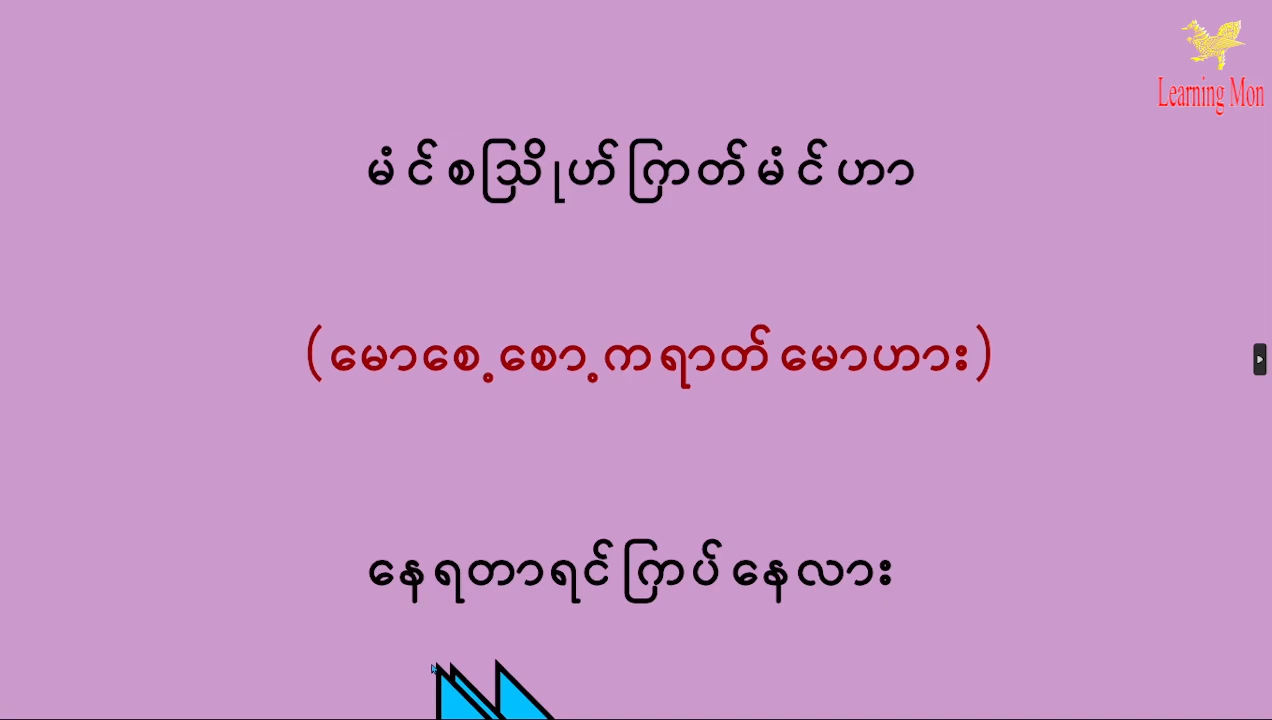 Learning Mon
မံင်စဩိုဟ်ကြာတ်မံင်ဟာ
(မောစေ့စော့ကရာတ်မောဟား)
နေရတာရင်ကြပ်နေလား